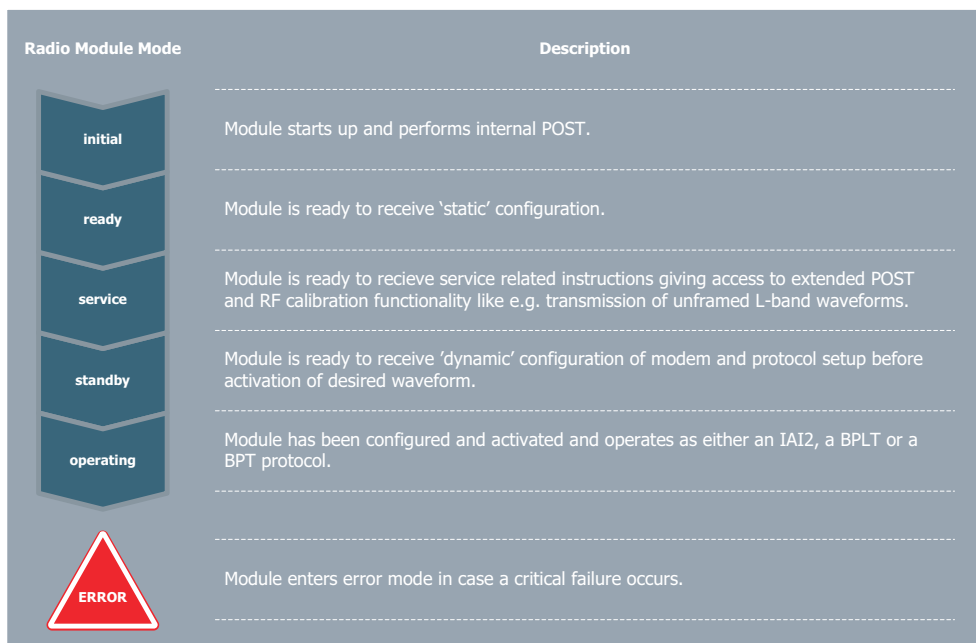 Radio Module Mode
Description
initial
Module starts up and performs internal POST.
ready
Module is ready to receive ‘static’ configuration.
service
Module is ready to recieve service related instructions giving access to extended POST
and RF calibration functionality like e.g. transmission of unframed L-band waveforms.
standby
Module is ready to receive ’dynamic’ configuration of modem and protocol setup before
activation of desired waveform.
operating
Module has been configured and activated and operates as either an IAI2, a BPLT or a
BPT protocol.
ERROR
Module enters error mode in case a critical failure occurs.